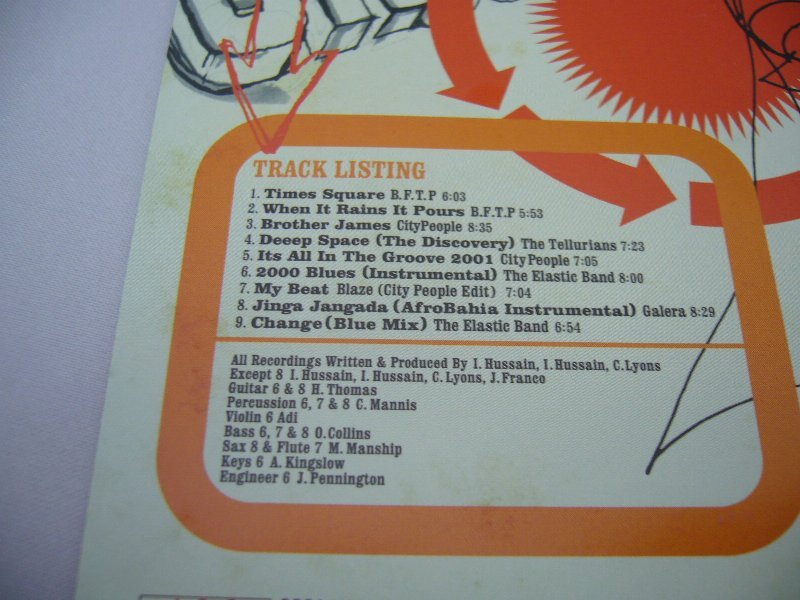 TRACK LISTING
1. Times Square B.F.T.P 6:03
2. When It Rains It Pours B.F.T.P 5:53
3. Brother James CityPeople 8:35
4. Deeep Space (The Discovery) The Tellurians 7:23
5. Its All In The Groove 2001 City People 7:05
6. 2000 Blues (Instrumental) The Elastic Band 8:00
7. My Beat Blaze (City People Edit) 7:04
8. Jinga Jangada (AfroBahia Instrumental) Galera 8:29
9. Change (Blue Mix) The Elastic Band 6:54
All Recordings Written & Produced By I. Hussain, I. Hussain, C. Lyons
Except 8 I. Hussain, I. Hussain, C. Lyons, J. Franco
Guitar 6 & 8 H. Thomas
Percussion 6, 7 & 8 C. Mannis
Violin 6 Adi
Bass 6, 7 & 8 O. Collins
Sax 8 & Flute 7 M. Manship
Keys 6 A. Kingslow
Engineer 6 J. Pennington